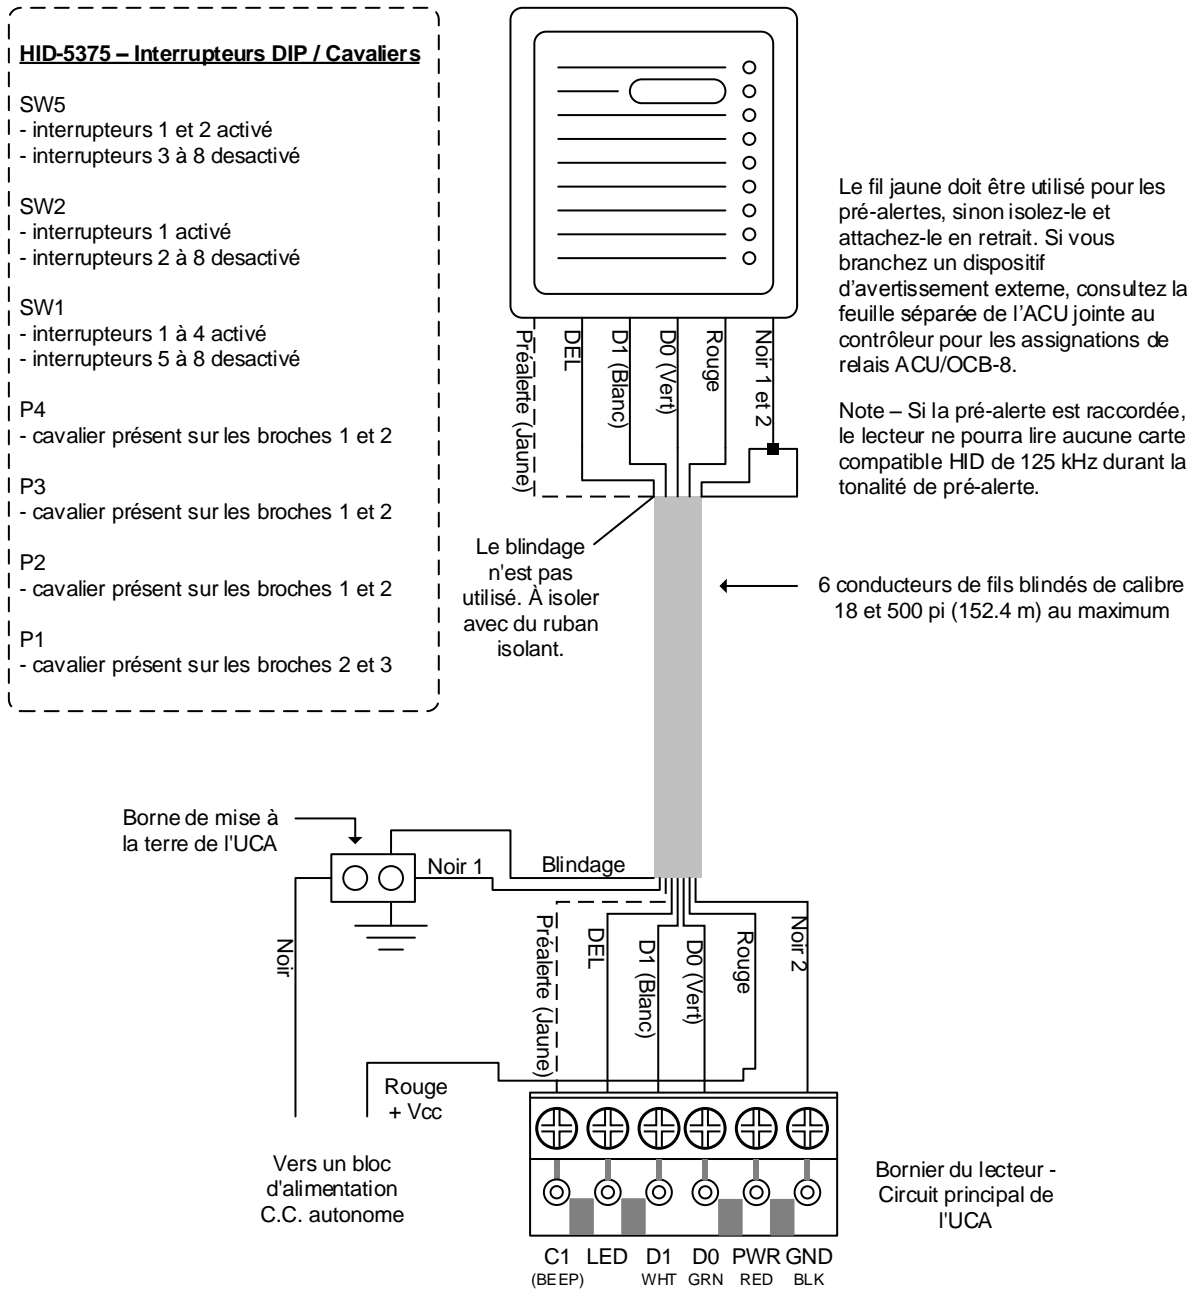 HID-5375 – Interrupteurs DIP / Cavaliers
SW5
- interrupteurs 1 et 2 activé
- interrupteurs 3 à 8 desactivé
SW2
- interrupteurs 1 activé
- interrupteurs 2 à 8 desactivé
SW1
- interrupteurs 1 à 4 activé
- interrupteurs 5 à 8 desactivé
P4
- cavalier présent sur les broches 1 et 2
P3
- cavalier présent sur les broches 1 et 2
P2
- cavalier présent sur les broches 1 et 2
P1
- cavalier présent sur les broches 2 et 3
Préalerte (Jaune)
DEL
D1 (Blanc)
D0 (Vert)
Rouge
Noir 1 et 2
Le fil jaune doit être utilisé pour les
pré-alertes, sinon isolez-le et
attachez-le en retrait. Si vous
branchez un dispositif
d'avertissement externe, consultez la
feuille séparée de l'ACU jointe au
contrôleur pour les assignations de
relais ACU/OCB-8.
Note – Si la pré-alerte est raccordée,
le lecteur ne pourra lire aucune carte
compatible HID de 125 kHz durant la
tonalité de pré-alerte.
Le blindage
n'est pas
utilisé. À isoler
avec du ruban
isolant.
6 conducteurs de fils blindés de calibre
18 et 500 pi (152.4 m) au maximum
Borne de mise à
la terre de l'UCA
Noir 1
Blindage
Noir
Préalerte (Jaune)
DEL
D1 (Blanc)
D0 (Vert)
Rouge
Noir 2
Rouge
+ Vcc
Vers un bloc
d'alimentation
C.C. autonome
Bornier du lecteur -
Circuit principal de
l'UCA
C1 LED D1 D0 PWR GND
(BEEP) WHT GRN RED BLK